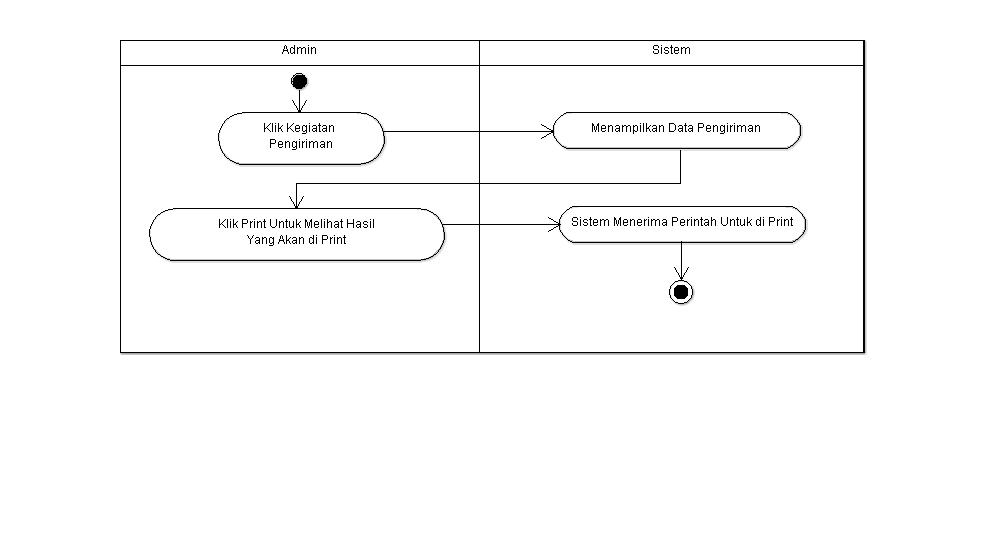 Admin
Sistem
Klik Kegiatan
Pengiriman
Menampilkan Data Pengiriman
Klik Print Untuk Melihat Hasil
Yang Akan di Print
Sistem Menerima Perintah Untuk di Print